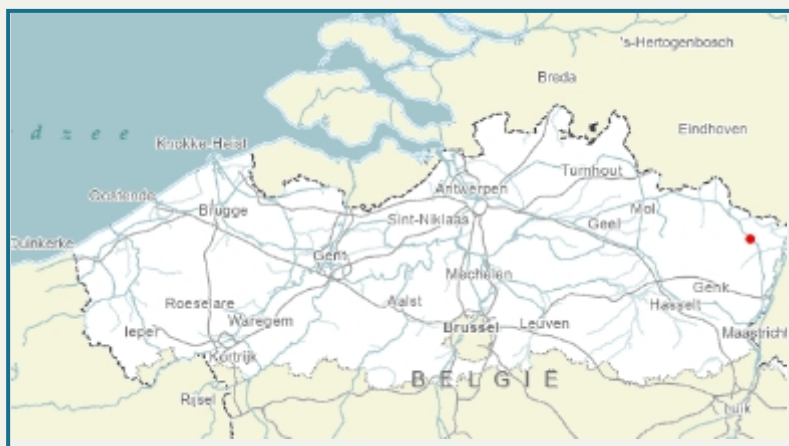 's-Hertogenbosch
Breda
Eindhoven
d z e e
Knokke-Heist
Turnhout
Antwerpen
Oostende
Brugge
Sint-Niklaas
Geel
Mol
Duinkerke
Gent
Mechelen
Genk
Roeselare
Aalst
Hasselt
Ieper
Waregem
Brussel
Leuven
Maastricht
Kortrijk
BELGIË
Rijsel
Luik